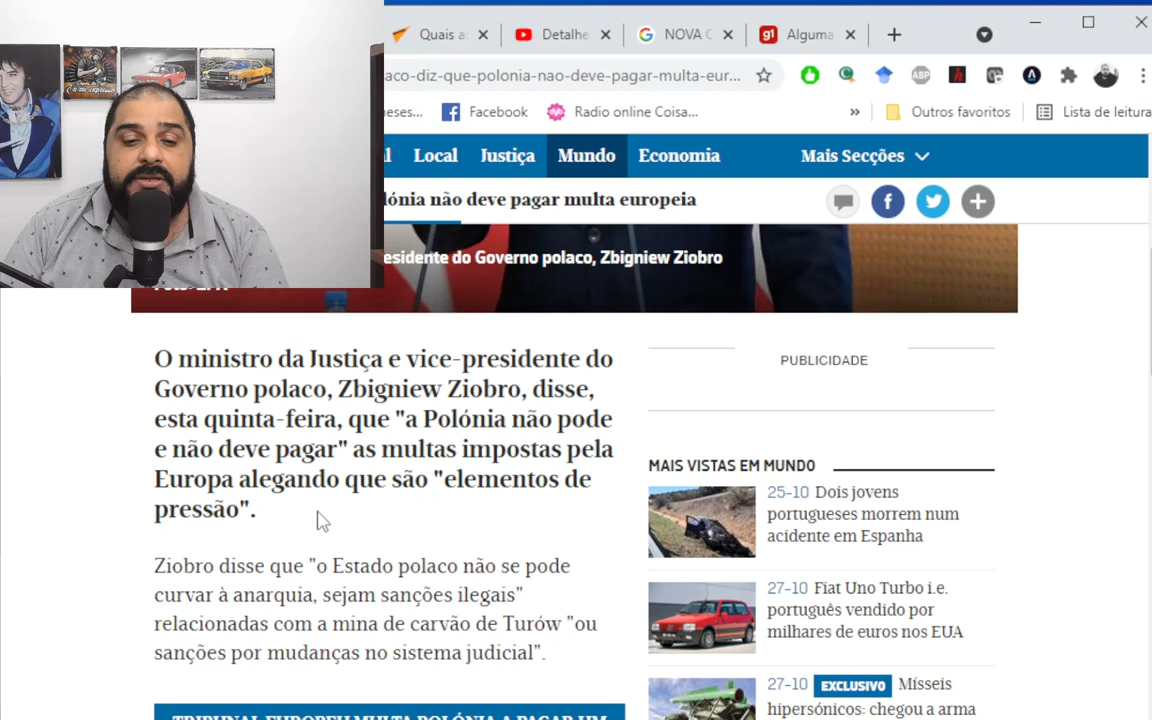 Quais a
Detalhe
NOVA C
Alguma
aco-diz-que-polonia-nao-deve-pagar-multa-eur...
ABP
eses...
Facebook
Radio online Coisa...
»
Outros favoritos
Lista de leitura
l
Local
Justiça
Mundo
Economia
Mais Secções
lónia não deve pagar multa europeia
esidente do Governo polaco, Zbigniew Ziobro
O ministro da Justiça e vice-presidente do
Governo polaco, Zbigniew Ziobro, disse,
esta quinta-feira, que "a Polónia não pode
e não deve pagar" as multas impostas pela
Europa alegando que são "elementos de
pressão".
Ziobro disse que "o Estado polaco não se pode
curvar à anarquia, sejam sanções ilegais"
relacionadas com a mina de carvão de Turów "ou
sanções por mudanças no sistema judicial".
TRIBUNAL EUROPEU MULTA POLÓNIA A PAGAR UM
PUBLICIDADE
MAIS VISTAS EM MUNDO
25-10 Dois jovens
portugueses morrem num
acidente em Espanha
27-10 Fiat Uno Turbo i.e.
português vendido por
milhares de euros nos EUA
27-10 EXCLUSIVO Mísseis
hipersónicos: chegou a arma